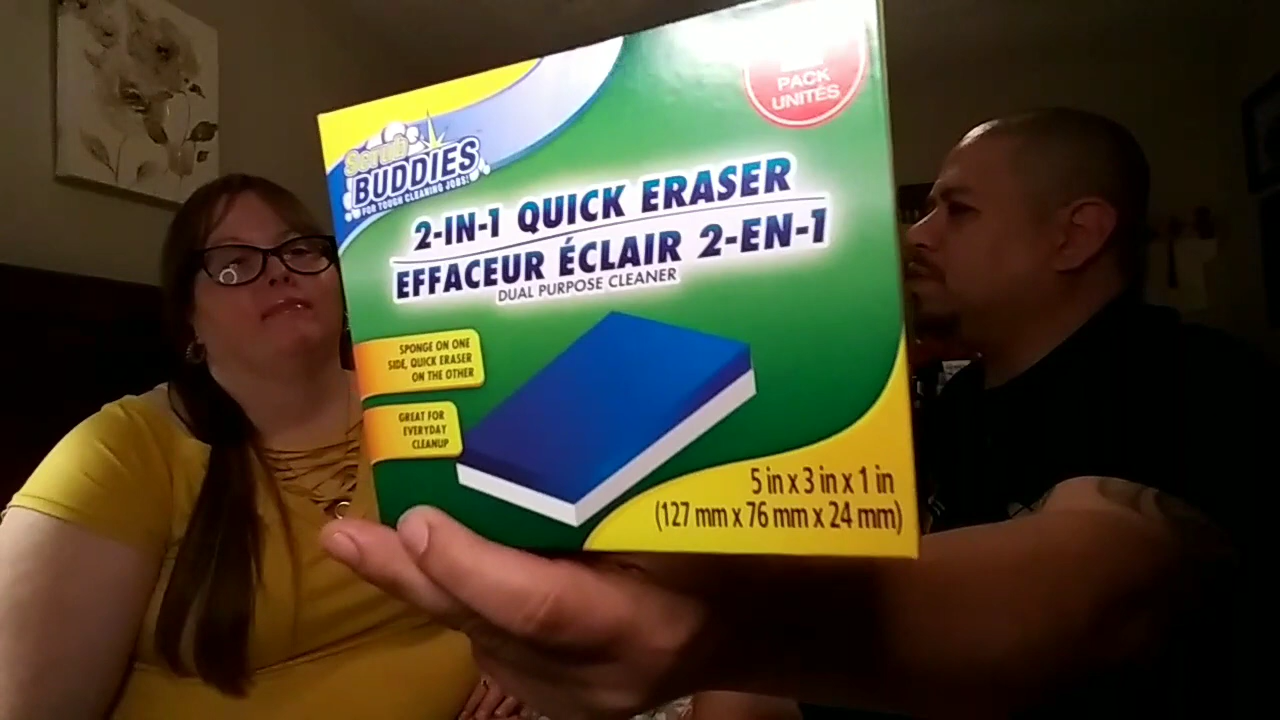 PACK
UNITÉS
Scrub
BUDDIES
FOR TOUGH CLEANING JOBS!
2-IN-1 QUICK ERASER
EFFACEUR ÉCLAIR 2-EN-1
DUAL PURPOSE CLEANER
SPONGE ON ONE
SIDE, QUICK ERASER
ON THE OTHER
GREAT FOR
EVERYDAY
CLEANUP
5 in x 3 in x 1 in
(127 mm x 76 mm x 24 mm)